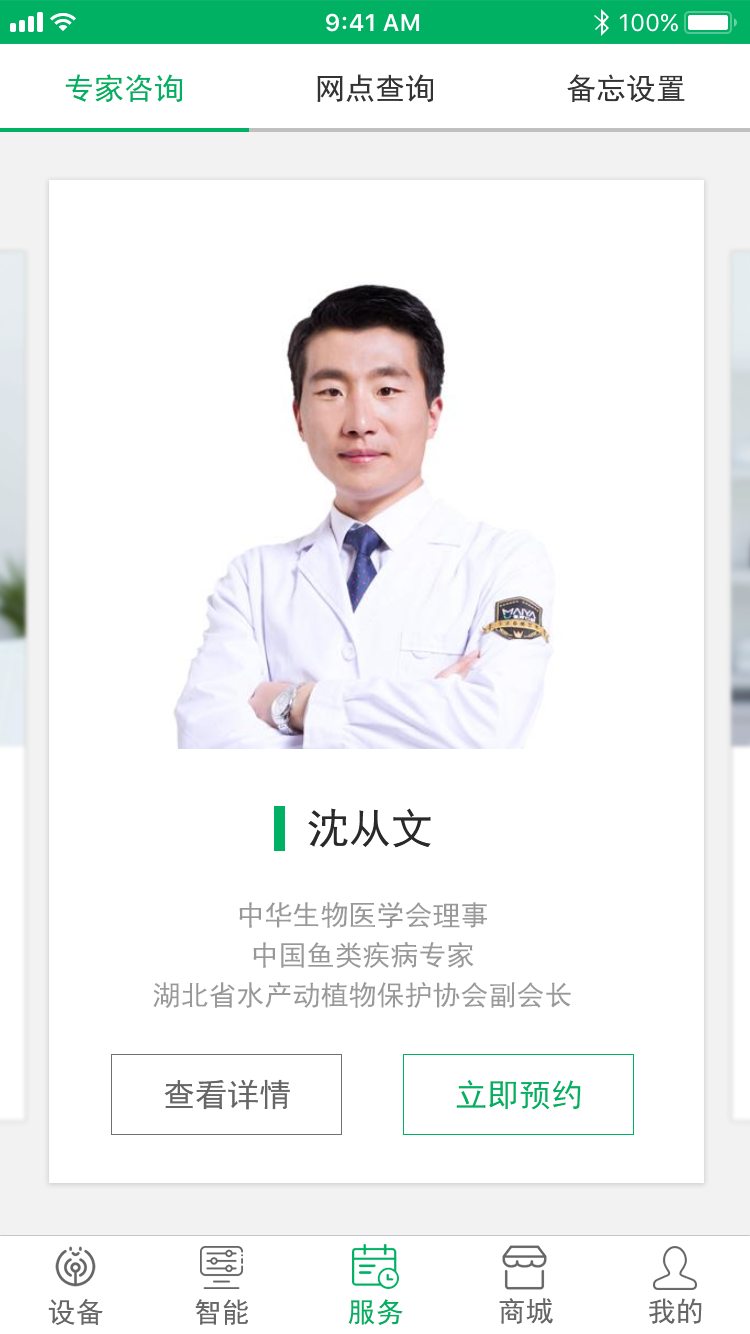 9:41 AM
100%
专家咨询
网点查询
备忘设置
MAIYA
沈从文
中华生物医学会理事
中国鱼类疾病专家
湖北省水产动植物保护协会副会长
查看详情
立即预约
设备
智能
服务
商城
我的